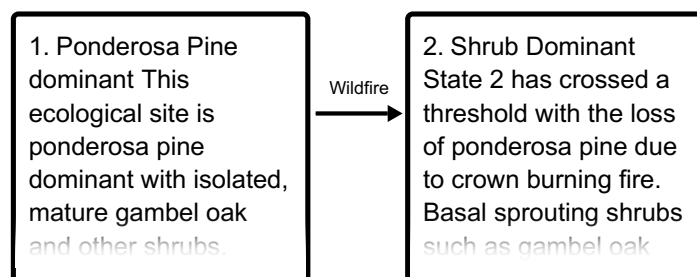 1. Ponderosa Pine
dominant This
ecological site is
ponderosa pine
dominant with isolated,
mature gambel oak
and other shrubs.
Wildfire
2. Shrub Dominant
State 2 has crossed a
threshold with the loss
of ponderosa pine due
to crown burning fire.
Basal sprouting shrubs
such as gambel oak